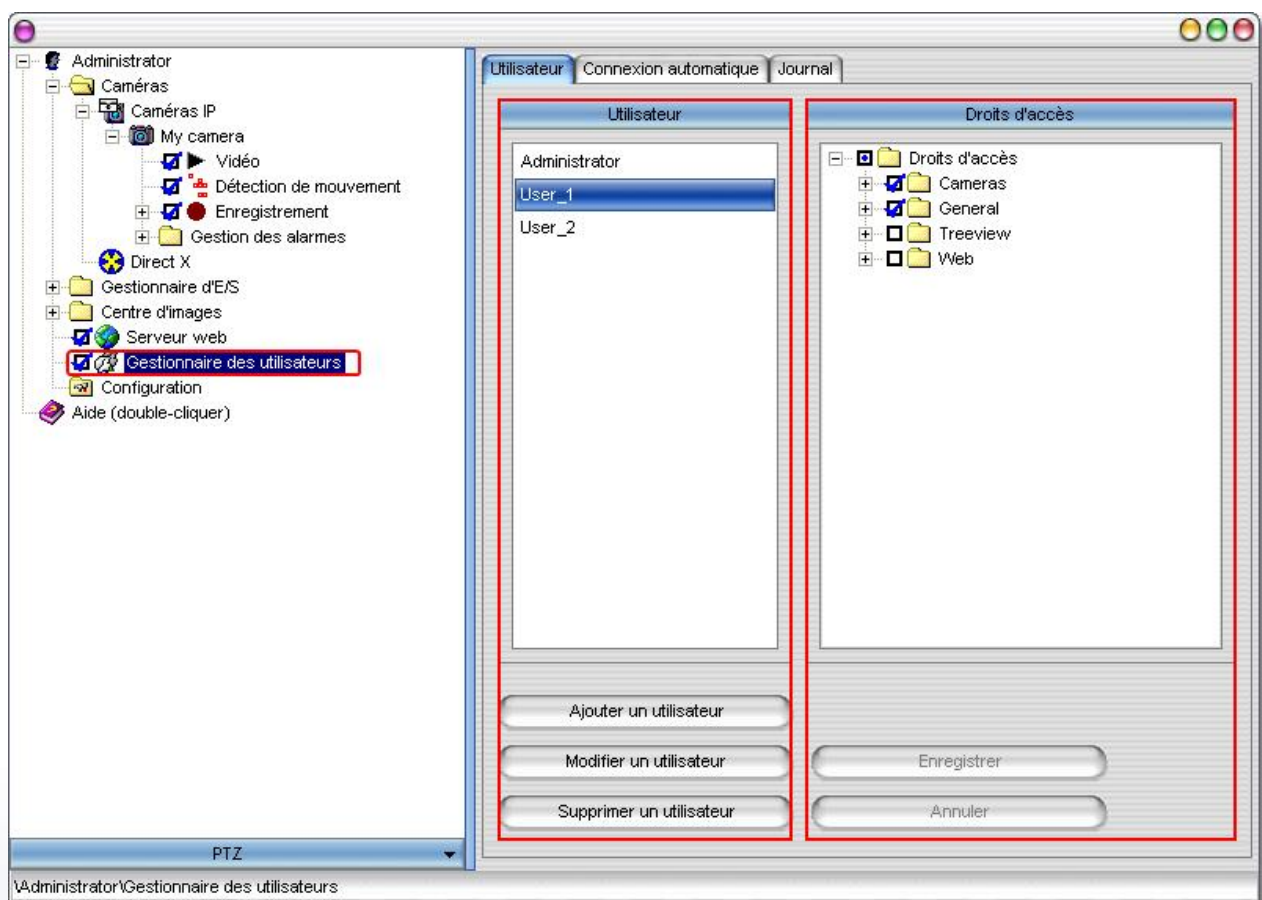 Administrator
Caméras
Caméras IP
My camera
Vidéo
Détection de mouvement
Enregistrement
Gestion des alarmes
Direct X
Gestionnaire d'E/S
Centre d'images
Serveur web
Gestionnaire des utilisateurs
Configuration
Aide (double-cliquer)
PTZ
Utilisateur
Connexion automatique
Journal
Utilisateur
Administrator
User_1
User_2
Ajouter un utilisateur
Modifier un utilisateur
Supprimer un utilisateur
Droits d'accès
Droits d'accès
Cameras
General
Treeview
Web
Enregistrer
Annuler
\Administrator\Gestionnaire des utilisateurs